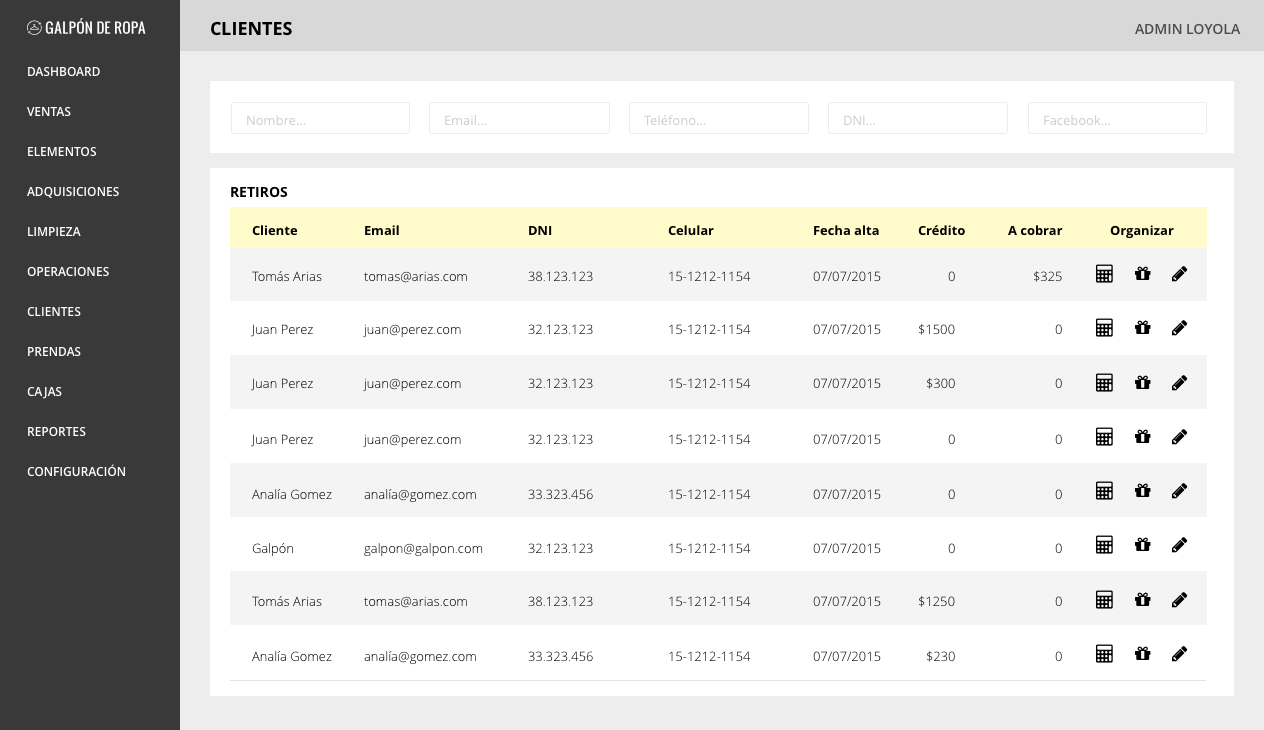 GALPÓN DE ROPA
CLIENTES
ADMIN LOYOLA
DASHBOARD
VENTAS
ELEMENTOS
ADQUISICIONES
LIMPIEZA
OPERACIONES
CLIENTES
PRENDAS
CAJAS
REPORTES
CONFIGURACIÓN
Nombre... Email... Teléfono... DNI... Facebook...
RETIROS
Cliente Email DNI Celular Fecha alta Crédito A cobrar Organizar
Tomás Arias tomas@arias.com 38.123.123 15-1212-1154 07/07/2015 0 $325
Juan Perez juan@perez.com 32.123.123 15-1212-1154 07/07/2015 $1500 0
Juan Perez juan@perez.com 32.123.123 15-1212-1154 07/07/2015 $300 0
Juan Perez juan@perez.com 32.123.123 15-1212-1154 07/07/2015 0 0
Analía Gomez analía@gomez.com 33.323.456 15-1212-1154 07/07/2015 0 0
Galpón galpon@galpon.com 32.123.123 15-1212-1154 07/07/2015 0 0
Tomás Arias tomas@arias.com 38.123.123 15-1212-1154 07/07/2015 $1250 0
Analía Gomez analía@gomez.com 33.323.456 15-1212-1154 07/07/2015 $230 0